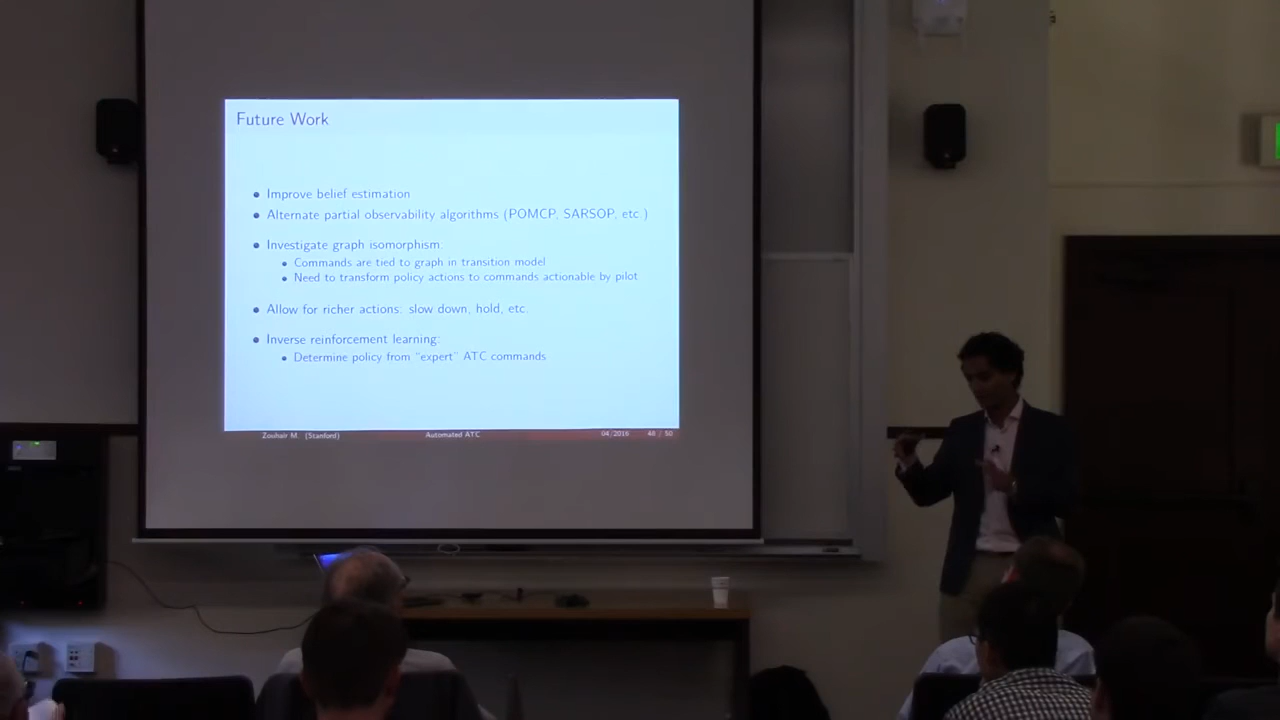 Future Work
Improve belief estimation
Alternate partial observability algorithms (POMCP, SARSOP, etc.)
Investigate graph isomorphism:
Commands are tied to graph in transition model
Need to transform policy actions to commands actionable by pilot
Allow for richer actions: slow down, hold, etc.
Inverse reinforcement learning:
Determine policy from "expert" ATC commands
Zouhair M. (Stanford) Automated ATC 04/2016 48 / 50